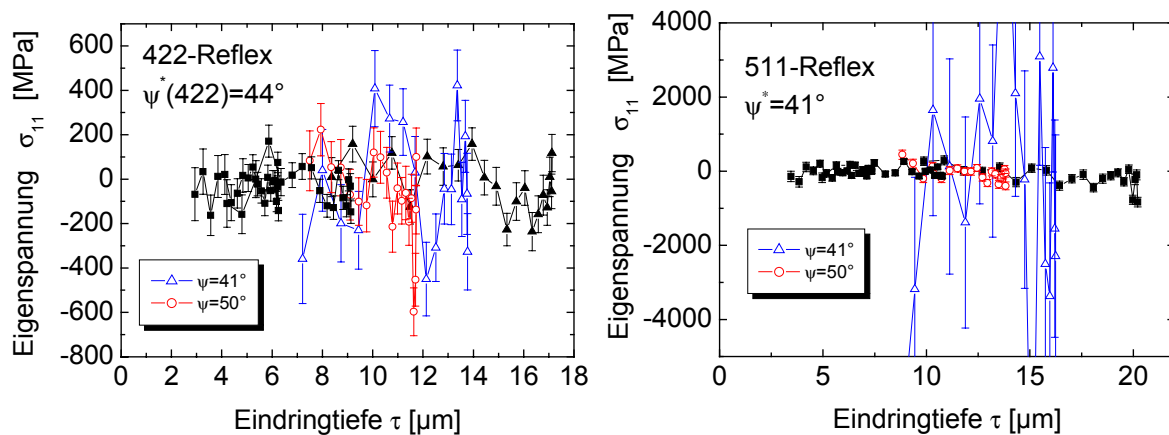 422-Reflex
ψ*(422)=44°
Eigenspannung σ11 [MPa]
600
400
200
0
-200
-400
-600
-800
ψ=41°
ψ=50°
0 2 4 6 8 10 12 14 16 18
Eindringtiefe τ [µm]
511-Reflex
ψ*=41°
Eigenspannung σ11 [MPa]
4000
2000
0
-2000
-4000
ψ=41°
ψ=50°
0 5 10 15 20
Eindringtiefe τ [µm]